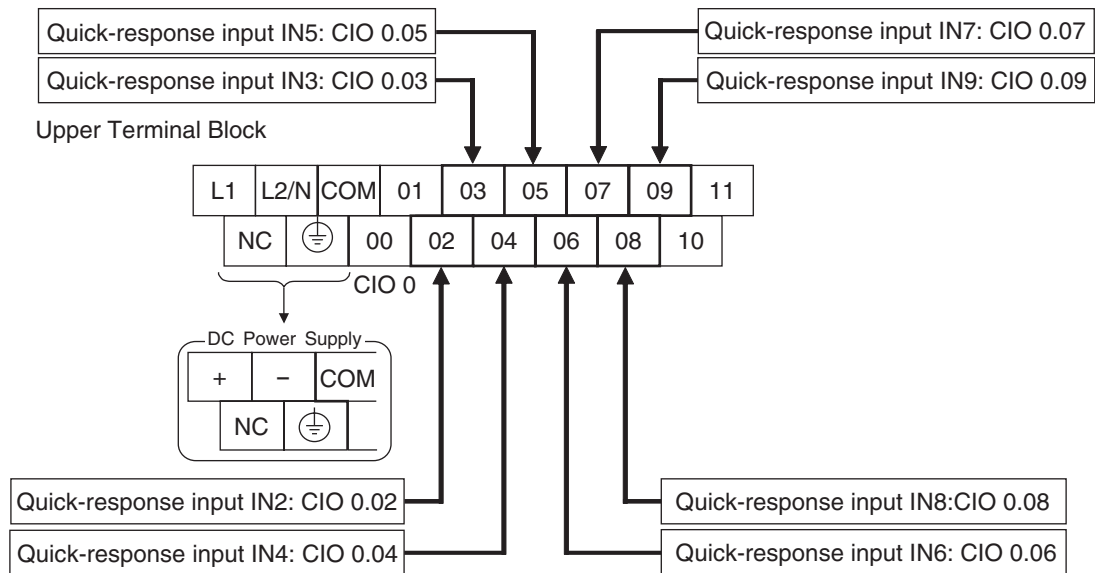 Quick-response input IN5: CIO 0.05
Quick-response input IN7: CIO 0.07
Quick-response input IN3: CIO 0.03
Quick-response input IN9: CIO 0.09
Upper Terminal Block
L1 L2/N COM 01 03 05 07 09 11
NC 00 02 04 06 08 10
CIO 0
DC Power Supply
+ − COM
NC
Quick-response input IN2: CIO 0.02
Quick-response input IN8:CIO 0.08
Quick-response input IN4: CIO 0.04
Quick-response input IN6: CIO 0.06